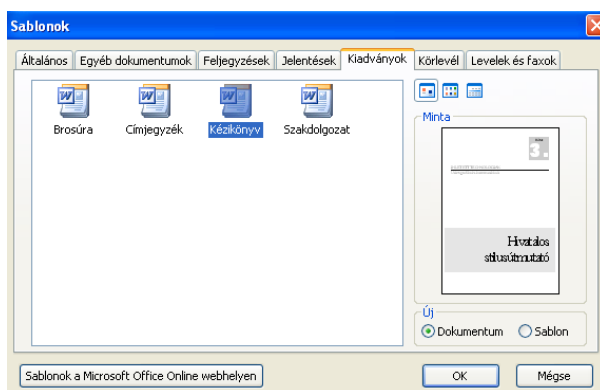 Sablonok
Általános Egyéb dokumentumok Feljegyzések Jelentések Kiadványok Körlevél Levelek és faxok
Brosúra Címjegyzék Kézikönyv Szakdolgozat
Minta
3.
Hivatalos
stílusútmutató
Új
Dokumentum Sablon
Sablonok a Microsoft Office Online webhelyen OK Mégse